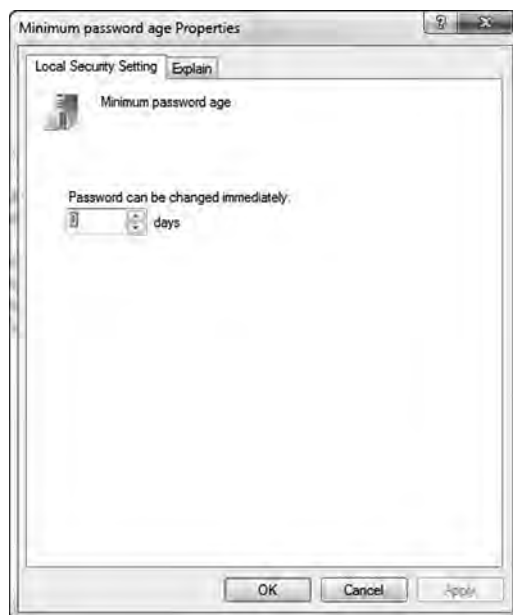 Minimum password age Properties
Local Security Setting Explain
Minimum password age
Password can be changed immediately.
days
OK Cancel Apply